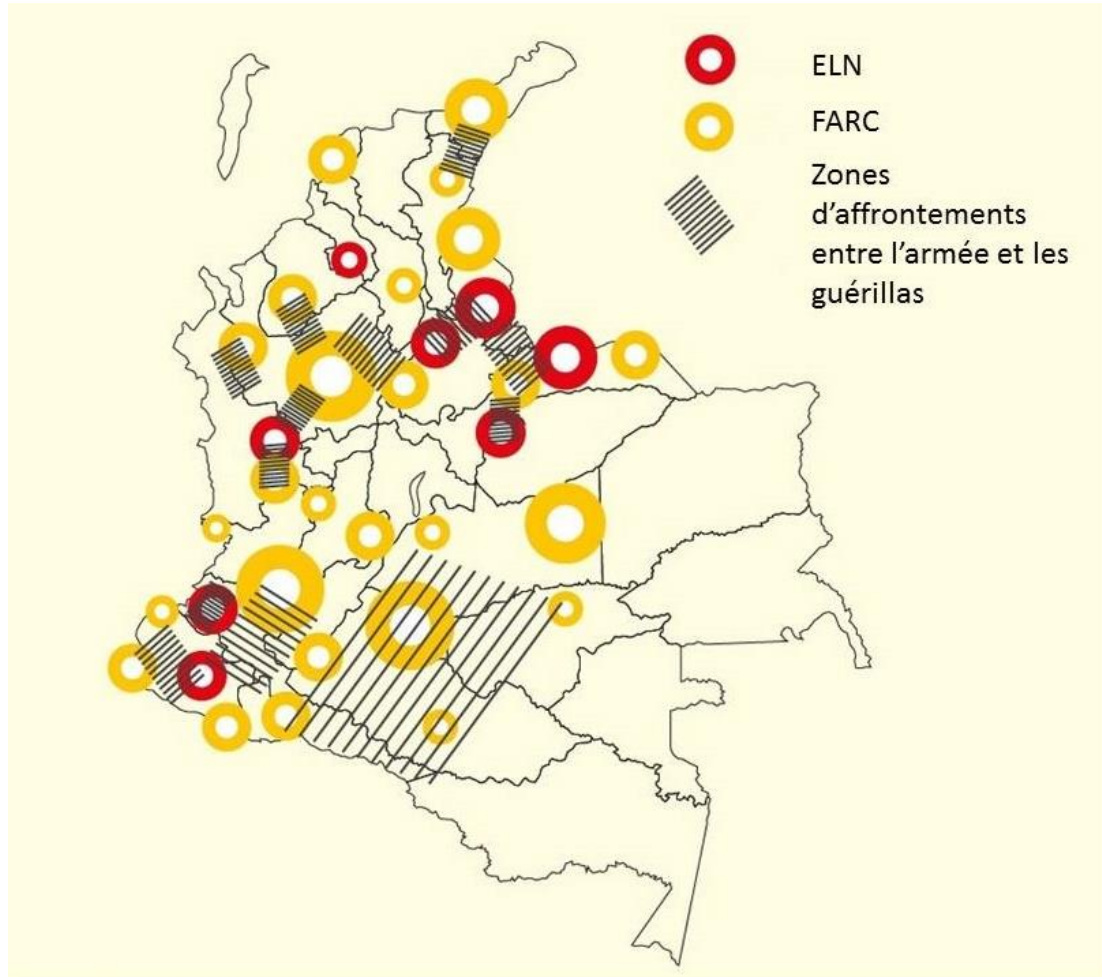 ELN
FARC
Zones
d’affrontements
entre l’armée et les
guérillas